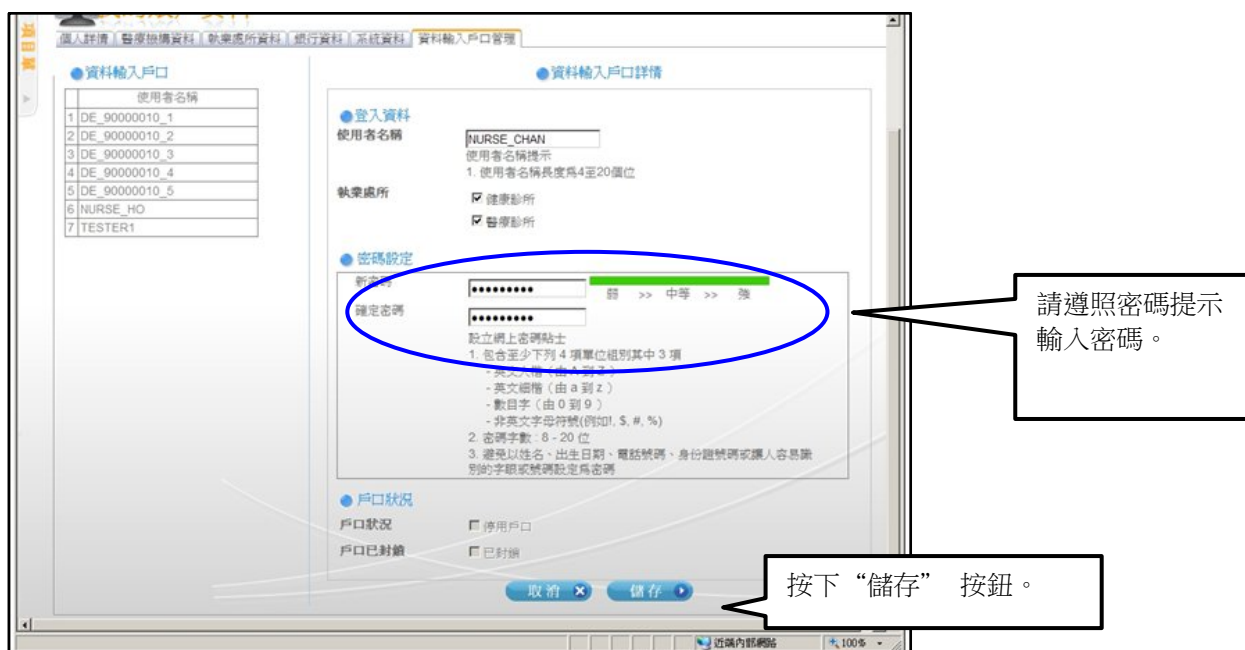 個人詳情 醫療機構資料 執業處所資料 銀行資料 系統資料 資料輸入戶口管理
資料輸入戶口
使用者名稱
1 DE_90000010_1
2 DE_90000010_2
3 DE_90000010_3
4 DE_90000010_4
5 DE_90000010_5
6 NURSE_HO
7 TESTER1
資料輸入戶口詳情
登入資料
使用者名稱 NURSE_CHAN
使用者名稱提示
1. 使用者名稱長度為4至20個位
執業處所 健康診所
醫療診所
密碼設定
新密碼 •••••••••
弱 >> 中等 >> 強
確定密碼 •••••••••
設立網上密碼貼士
1. 包含至少下列 4 項單位組別其中 3 項
- 英文大楷（由 A 到 Z ）
- 英文細楷（由 a 到 z ）
- 數目字（由 0 到 9 ）
- 非英文字母符號(例如!, $, #, %)
2. 密碼字數 : 8 - 20 位
3. 避免以姓名、出生日期、電話號碼、身份證號碼或讓人容易識
別的字眼或號碼設定為密碼
戶口狀況
戶口狀況 停用戶口
戶口已封鎖 已封鎖
取消 儲存
近端內部網路 100%
請遵照密碼提示
輸入密碼。
按下“儲存” 按鈕。